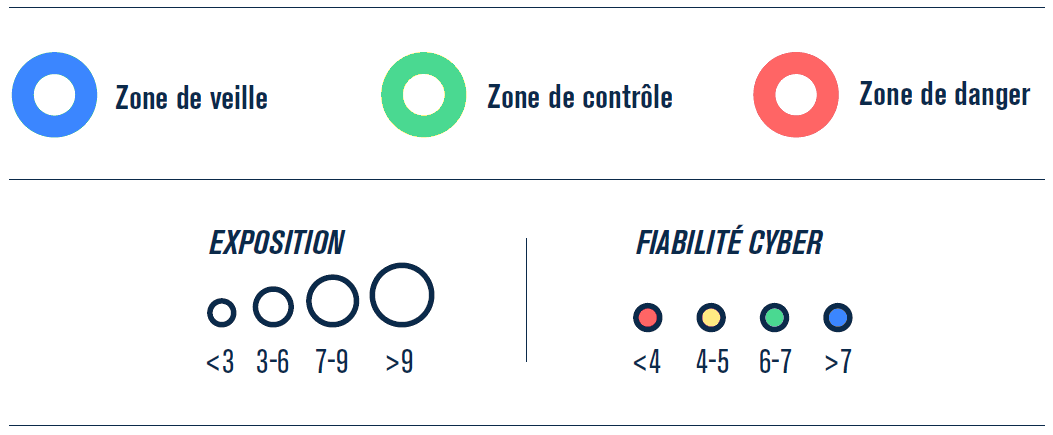 Zone de veille
Zone de contrôle
Zone de danger
EXPOSITION
<3 3-6 7-9 >9
FIABILITÉ CYBER
<4 4-5 6-7 >7